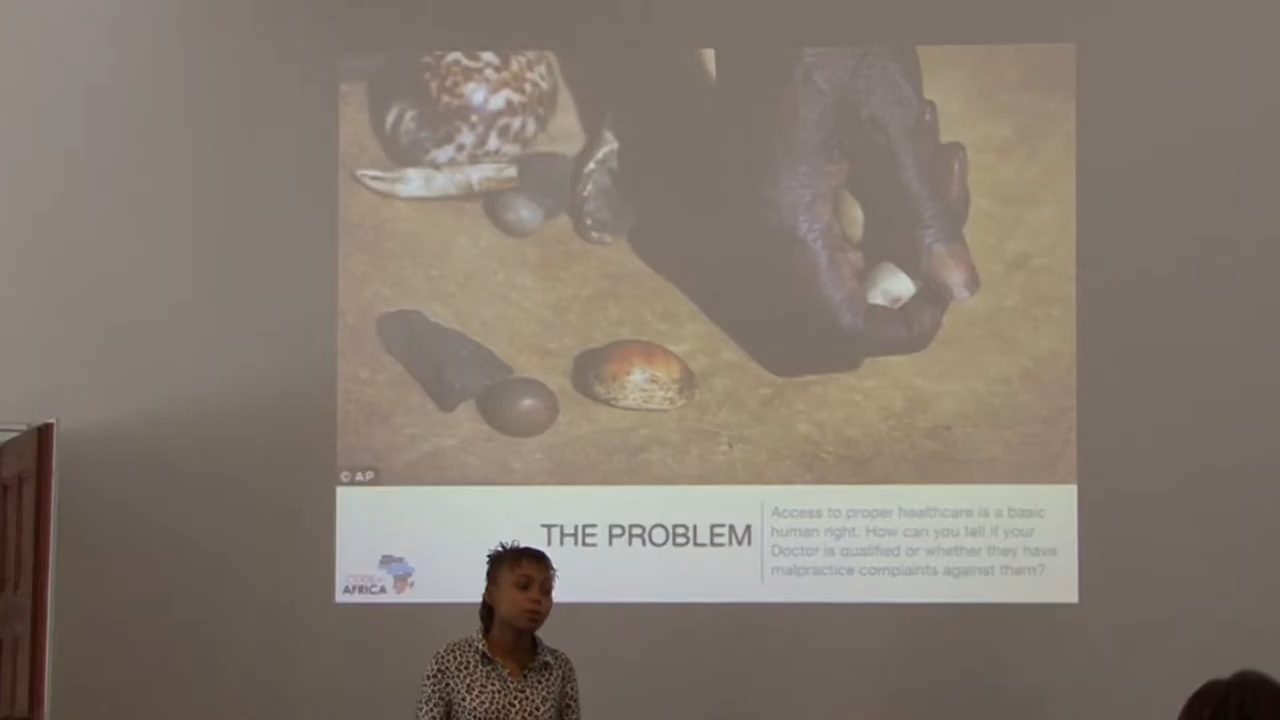 © AP
THE PROBLEM
Access to proper healthcare is a basic
human right. How can you tell if your
Doctor is qualified or whether they have
malpractice complaints against them?
CODE for
AFRICA